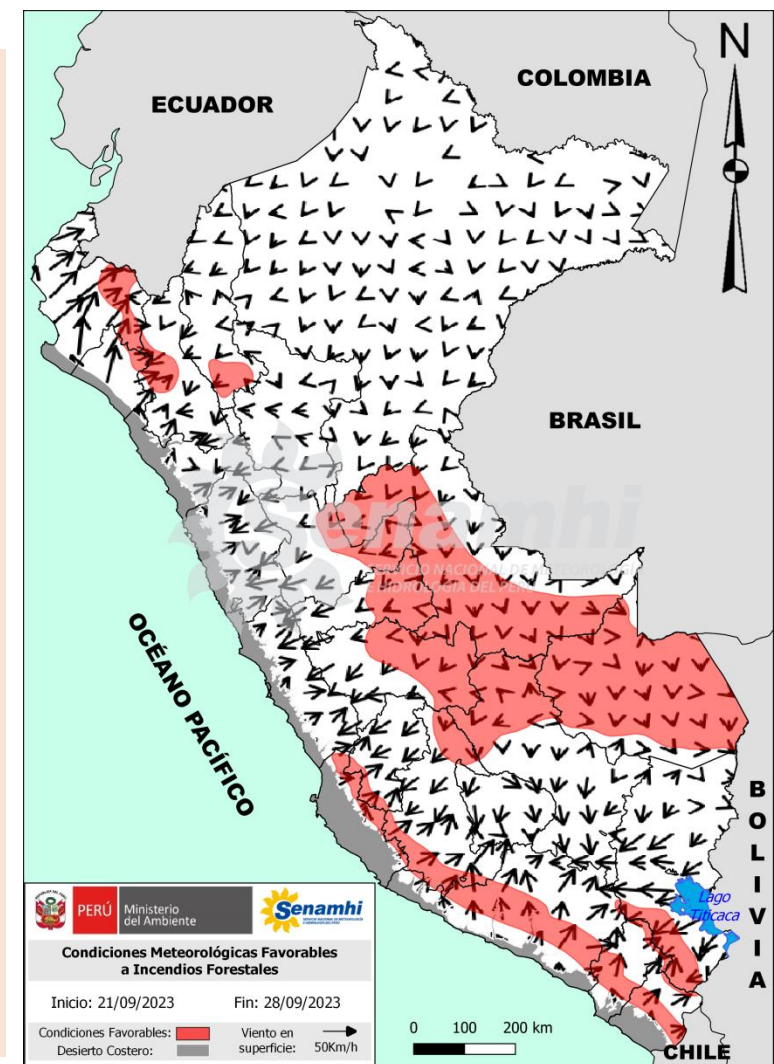 N
COLOMBIA
ECUADOR
BRASIL
Senamhi
SERVICIO NACIONAL DE METEOROLOGÍA
E HIDROLOGÍA DEL PERÚ
OCÉANO PACÍFICO
BOLIVIA
Lago
Titicaca
CHILE
0 100 200 km
PERÚ
Ministerio
del Ambiente
Senamhi
Condiciones Meteorológicas Favorables
a Incendios Forestales
Inicio: 21/09/2023 Fin: 28/09/2023
Condiciones Favorables:
Desierto Costero:
Viento en
superficie: 50Km/h